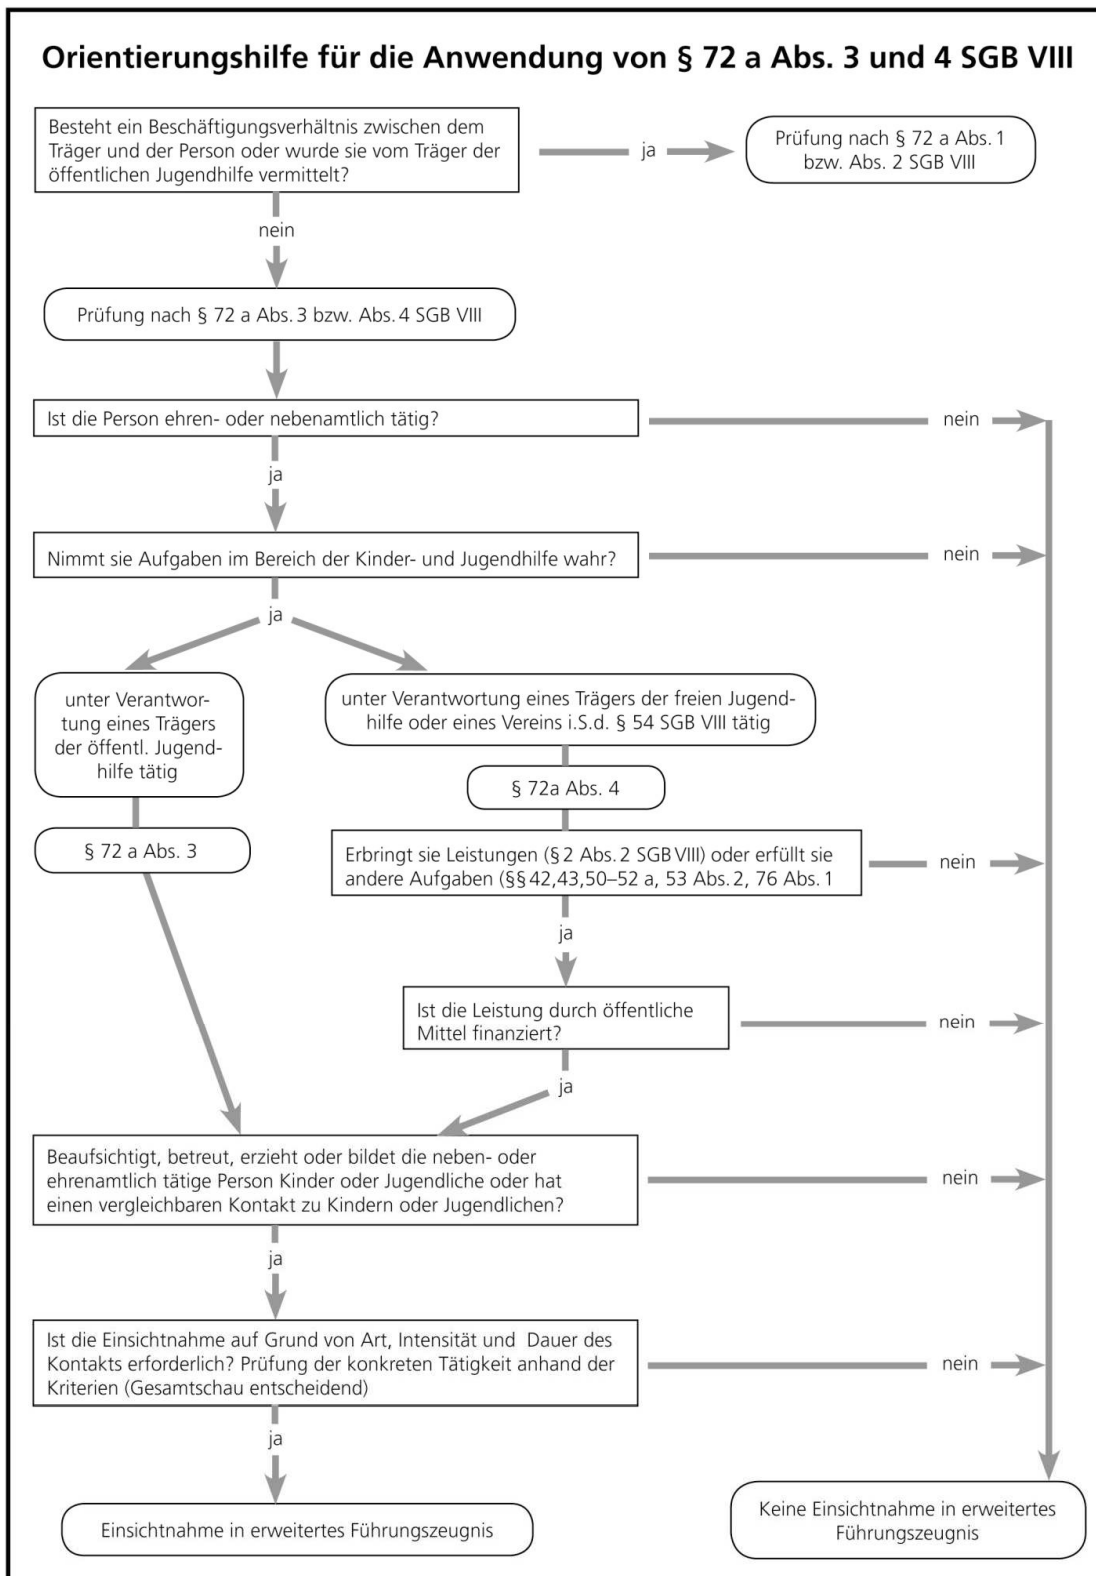 Orientierungshilfe für die Anwendung von § 72 a Abs. 3 und 4 SGB VIII
Besteht ein Beschäftigungsverhältnis zwischen dem
Träger und der Person oder wurde sie vom Träger der
öffentlichen Jugendhilfe vermittelt?
ja
Prüfung nach § 72 a Abs. 1
bzw. Abs. 2 SGB VIII
nein
Prüfung nach § 72 a Abs. 3 bzw. Abs. 4 SGB VIII
Ist die Person ehren- oder nebenamtlich tätig?
nein
ja
Nimmt sie Aufgaben im Bereich der Kinder- und Jugendhilfe wahr?
nein
ja
unter Verantwor-
tung eines Trägers
der öffentl. Jugend-
hilfe tätig
unter Verantwortung eines Trägers der freien Jugend-
hilfe oder eines Vereins i.S.d. § 54 SGB VIII tätig
§ 72a Abs. 4
§ 72 a Abs. 3
Erbringt sie Leistungen (§ 2 Abs. 2 SGB VIII) oder erfüllt sie
andere Aufgaben (§§ 42,43,50–52 a, 53 Abs. 2, 76 Abs. 1
nein
ja
Ist die Leistung durch öffentliche
Mittel finanziert?
nein
ja
Beaufsichtigt, betreut, erzieht oder bildet die neben- oder
ehrenamtlich tätige Person Kinder oder Jugendliche oder hat
einen vergleichbaren Kontakt zu Kindern oder Jugendlichen?
nein
ja
Ist die Einsichtnahme auf Grund von Art, Intensität und Dauer des
Kontakts erforderlich? Prüfung der konkreten Tätigkeit anhand der
Kriterien (Gesamtschau entscheidend)
nein
ja
Einsichtnahme in erweitertes Führungszeugnis
Keine Einsichtnahme in erweitertes
Führungszeugnis